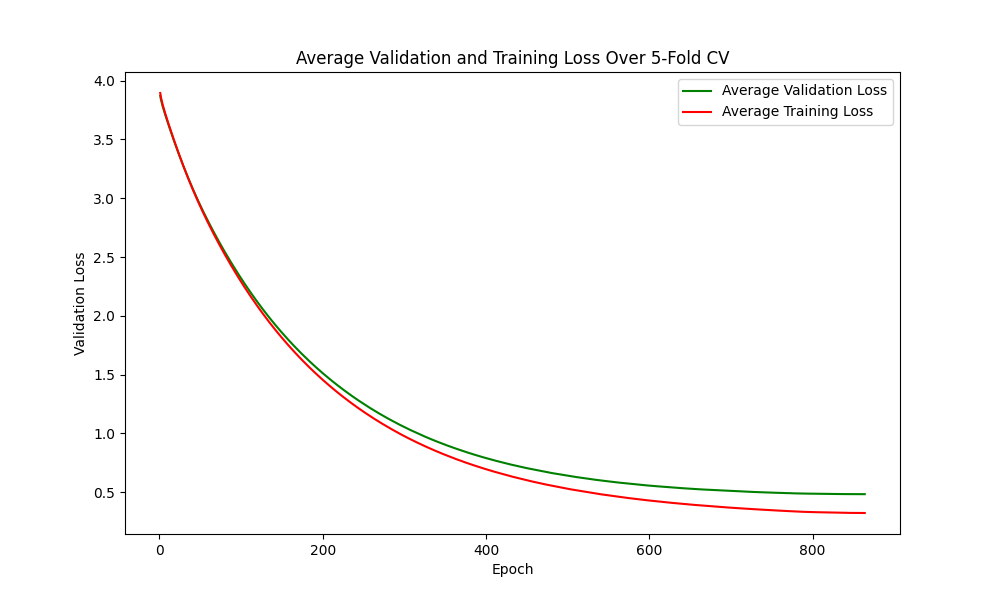 Average Validation and Training Loss Over 5-Fold CV
Average Validation Loss
Average Training Loss
4.0
3.5
3.0
2.5
2.0
1.5
1.0
0.5
Validation Loss
0 200 400 600 800
Epoch